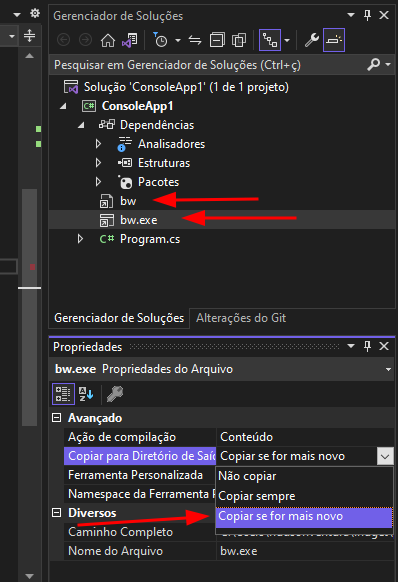 Gerenciador de Soluções
Pesquisar em Gerenciador de Soluções (Ctrl+ç)
Solução 'ConsoleApp1' (1 de 1 projeto)
C# ConsoleApp1
Dependências
Analisadores
Estruturas
Pacotes
bw
bw.exe
C# Program.cs
Gerenciador de Soluções Alterações do Git
Propriedades
bw.exe Propriedades do Arquivo
Avançado
Ação de compilação Conteúdo
Copiar para Diretório de Saíd Copiar se for mais novo
Ferramenta Personalizada Não copiar
Namespace da Ferramenta P Copiar sempre
Diversos Copiar se for mais novo
Caminho Completo
Nome do Arquivo bw.exe